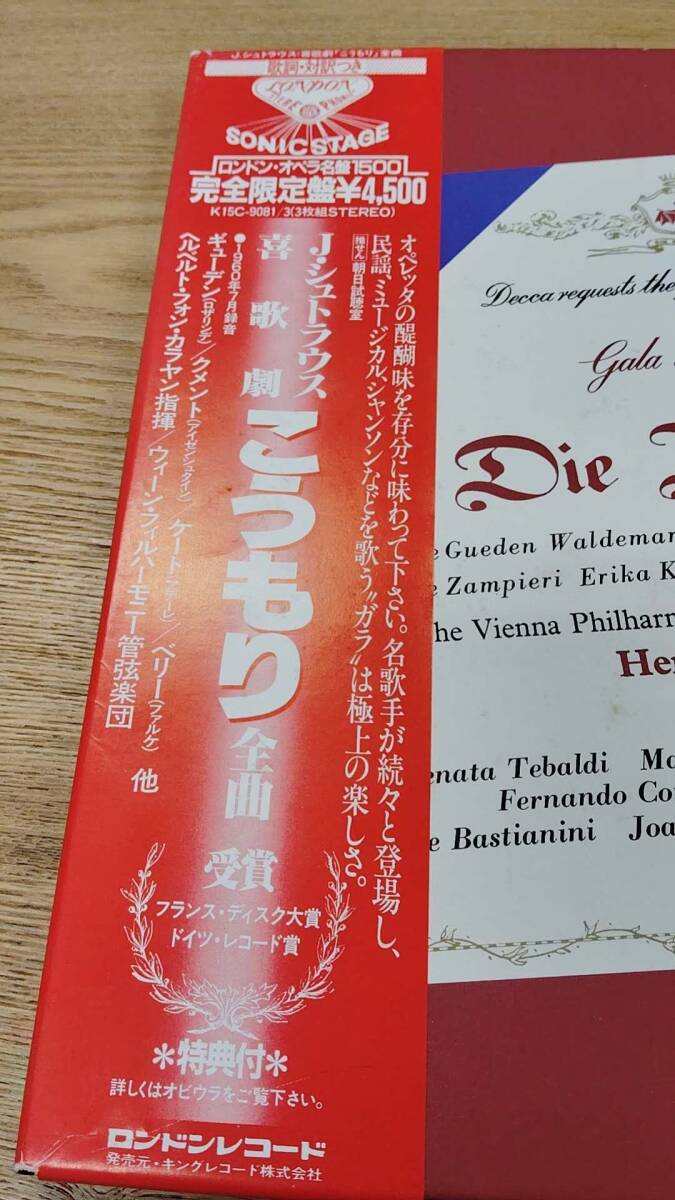 J.シュトラウス:喜歌劇「こうもり」全曲
歌詞・対訳つき
LONDON
SONIC STAGE
ロンドン・オペラ名盤1500
完全限定盤¥4,500
K15C-9081/3(3枚組STEREO)
オペレッタの醍醐味を存分に味わって下さい。名歌手が続々と登場し、
民謡、ミュージカル、シャンソンなどを歌う〝ガラ〟は極上の楽しさ。
推せん 朝日試聴室
J・シュトラウス
喜歌劇 こうもり 全曲
●1960年7月録音
ギューデン(ロザリンデ)/クメント(アイゼンシュタイン)/ケート(アデーレ)/ベリー(ファルケ) 他
ヘルベルト・フォン・カラヤン指揮/ウィーン・フィルハーモニー管弦楽団
受賞
フランス・ディスク大賞
ドイツ・レコード賞
*特典付*
詳しくはオビウラをご覧下さい。
ロンドンレコード
発売元・キングレコード株式会社
Decca requests the
Gala
Die
Gueden Waldemar
Zampieri Erika K
he Vienna Philharm
Her
enata Tebaldi Ma
Fernando Co
e Bastianini Joa